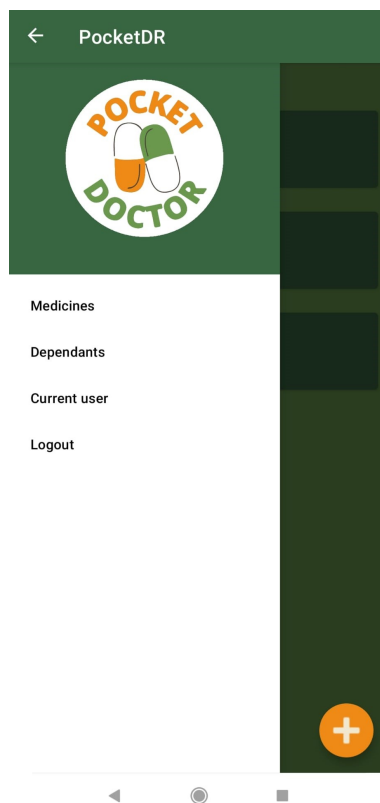 PocketDR
POCKET
DOCTOR
Medicines
Dependants
Current user
Logout